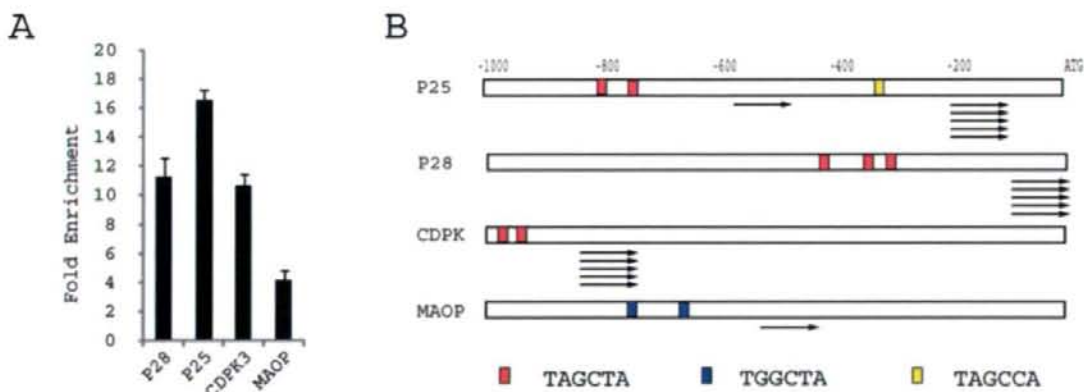 A
20
18
16
14
12
10
8
6
4
2
0
Fold Enrichment
P28
P25
CDPK3
MAOP
B
-1000 -800 -600 -400 -200 ATG
P25
P28
CDPK
MAOP
TAGCTA TGGCTA TAGCCA